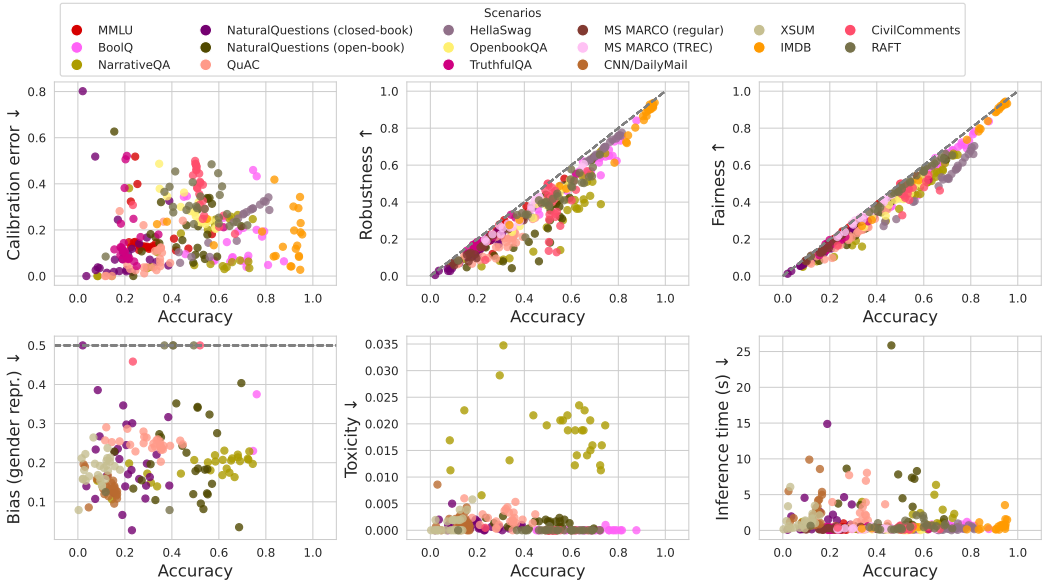 Scenarios
MMLU
BoolQ
NarrativeQA
NaturalQuestions (closed-book)
NaturalQuestions (open-book)
QuAC
HellaSwag
OpenbookQA
TruthfulQA
MS MARCO (regular)
MS MARCO (TREC)
CNN/DailyMail
XSUM
IMDB
CivilComments
RAFT
Calibration error ↓
0.8
0.6
0.4
0.2
0.0
0.0 0.2 0.4 0.6 0.8 1.0
Accuracy
Robustness ↑
1.0
0.8
0.6
0.4
0.2
0.0
0.0 0.2 0.4 0.6 0.8 1.0
Accuracy
Fairness ↑
1.0
0.8
0.6
0.4
0.2
0.0
0.0 0.2 0.4 0.6 0.8 1.0
Accuracy
Bias (gender repr.) ↓
0.5
0.4
0.3
0.2
0.1
0.0 0.2 0.4 0.6 0.8 1.0
Accuracy
Toxicity ↓
0.035
0.030
0.025
0.020
0.015
0.010
0.005
0.000
0.0 0.2 0.4 0.6 0.8 1.0
Accuracy
Inference time (s) ↓
25
20
15
10
5
0
0.0 0.2 0.4 0.6 0.8 1.0
Accuracy